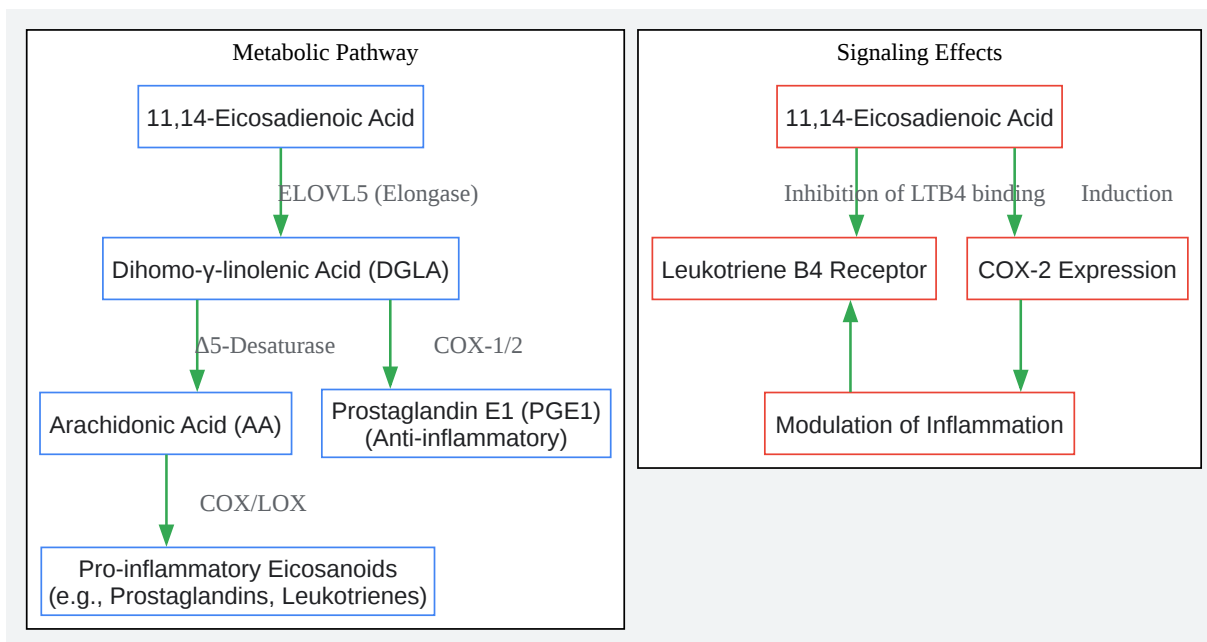 Metabolic Pathway
11,14-Eicosadienoic Acid
ELOVL5 (Elongase)
Dihomo-γ-linolenic Acid (DGLA)
Δ5-Desaturase
COX-1/2
Arachidonic Acid (AA)
Prostaglandin E1 (PGE1)
(Anti-inflammatory)
COX/LOX
Pro-inflammatory Eicosanoids
(e.g., Prostaglandins, Leukotrienes)
Signaling Effects
11,14-Eicosadienoic Acid
Inhibition of LTB4 binding
Induction
Leukotriene B4 Receptor
COX-2 Expression
Modulation of Inflammation